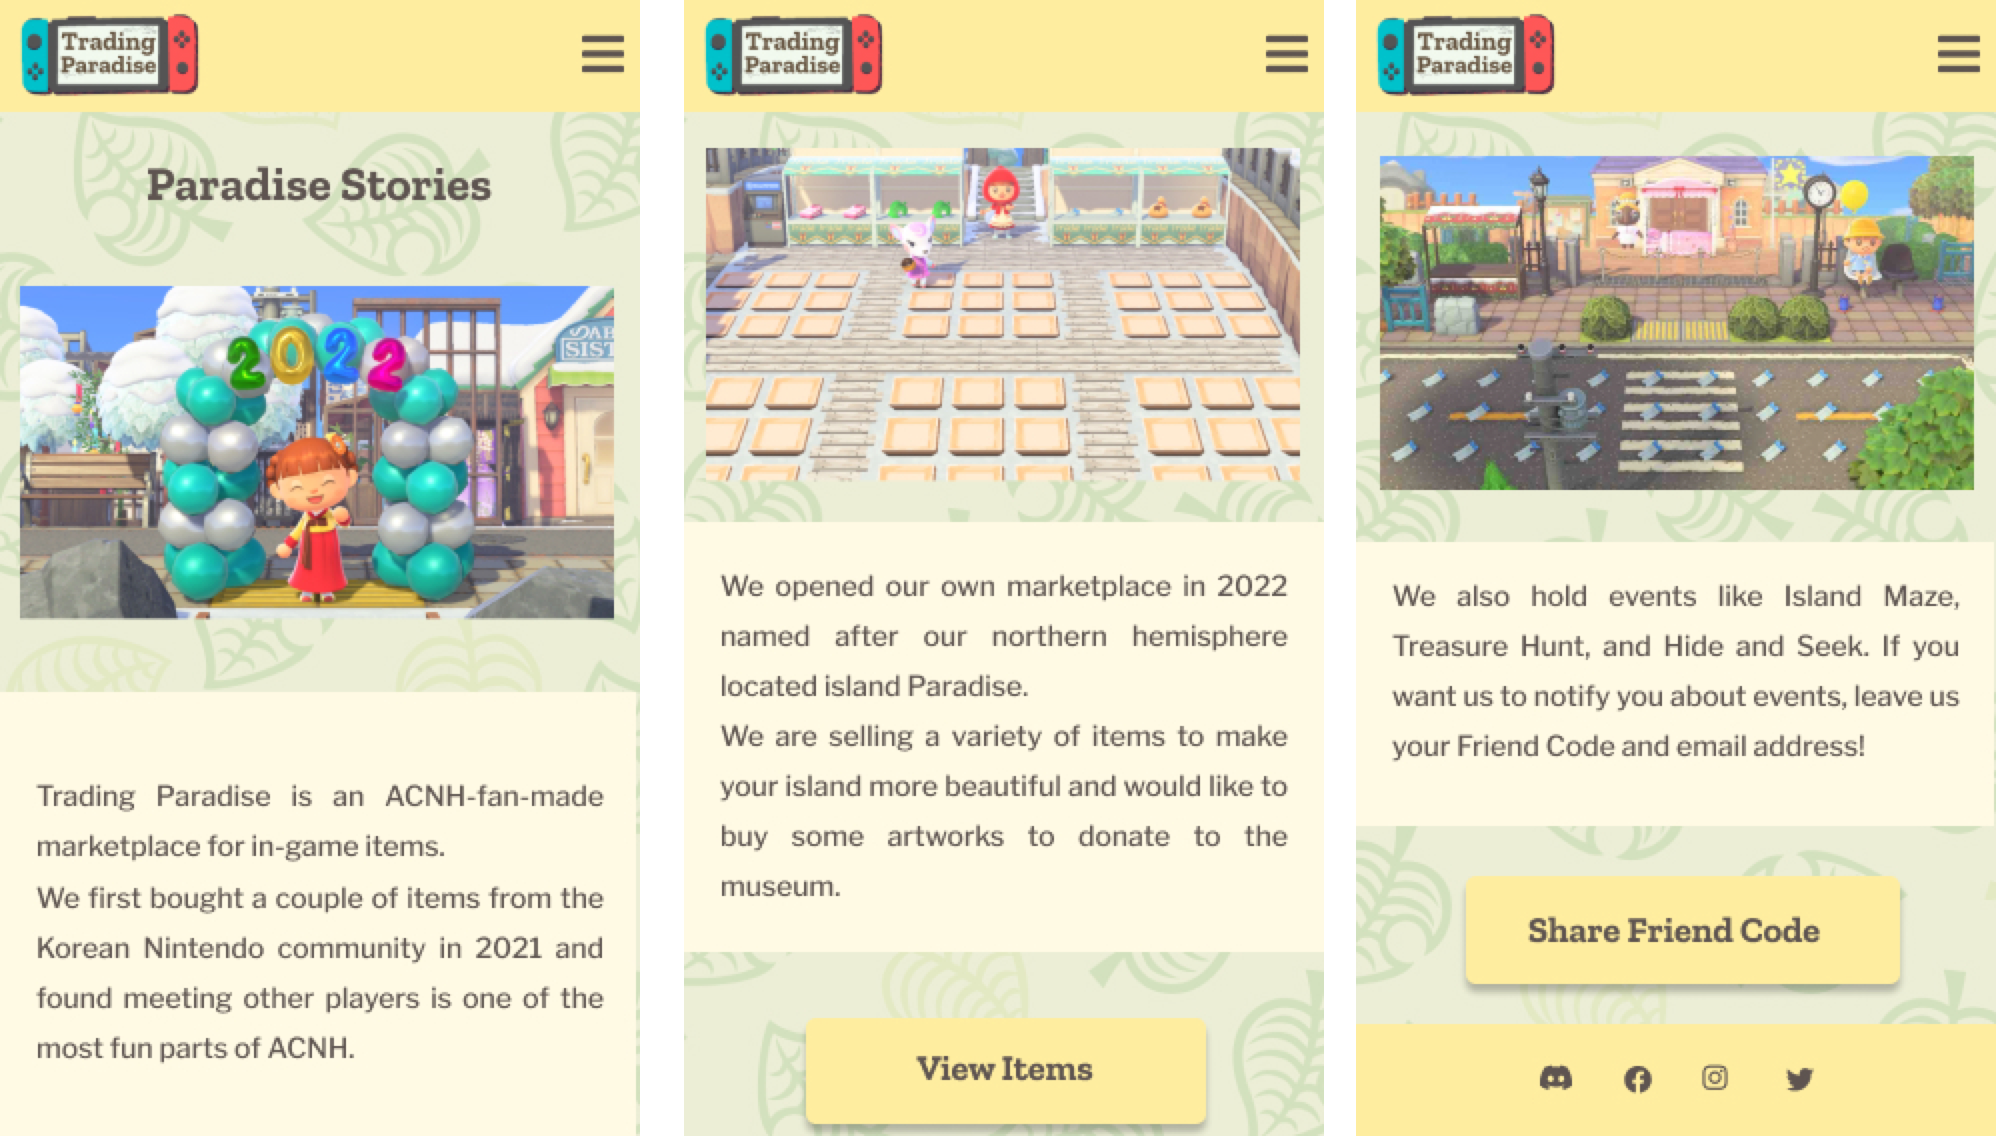 Trading
Paradise
Paradise Stories
2022
SAB
SIST
Trading Paradise is an ACNH-fan-made
marketplace for in-game items.
We first bought a couple of items from the
Korean Nintendo community in 2021 and
found meeting other players is one of the
most fun parts of ACNH.
Trading
Paradise
We opened our own marketplace in 2022
named after our northern hemisphere
located island Paradise.
We are selling a variety of items to make
your island more beautiful and would like to
buy some artworks to donate to the
museum.
View Items
Trading
Paradise
We also hold events like Island Maze,
Treasure Hunt, and Hide and Seek. If you
want us to notify you about events, leave us
your Friend Code and email address!
Share Friend Code